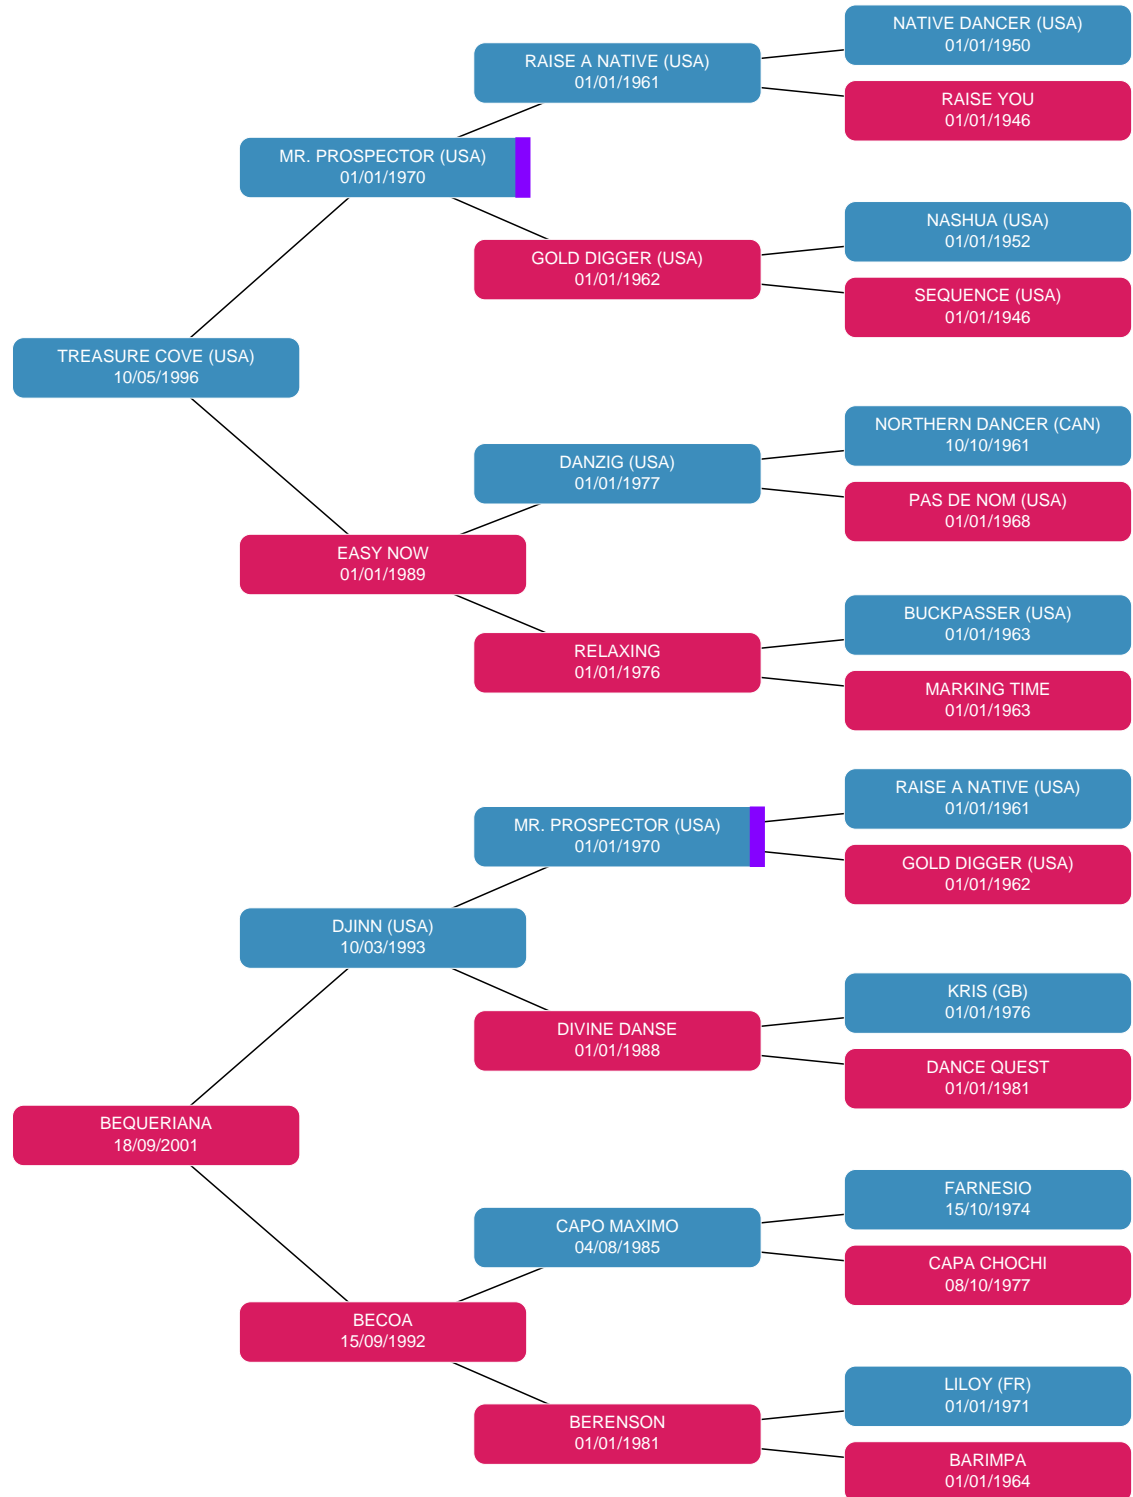 NATIVE DANCER (USA)
01/01/1950
RAISE A NATIVE (USA)
01/01/1961
RAISE YOU
01/01/1946
MR. PROSPECTOR (USA)
01/01/1970
NASHUA (USA)
01/01/1952
GOLD DIGGER (USA)
01/01/1962
SEQUENCE (USA)
01/01/1946
TREASURE COVE (USA)
10/05/1996
NORTHERN DANCER (CAN)
10/10/1961
DANZIG (USA)
01/01/1977
PAS DE NOM (USA)
01/01/1968
EASY NOW
01/01/1989
BUCKPASSER (USA)
01/01/1963
RELAXING
01/01/1976
MARKING TIME
01/01/1963
RAISE A NATIVE (USA)
01/01/1961
MR. PROSPECTOR (USA)
01/01/1970
GOLD DIGGER (USA)
01/01/1962
DJINN (USA)
10/03/1993
KRIS (GB)
01/01/1976
DIVINE DANSE
01/01/1988
DANCE QUEST
01/01/1981
BEQUERIANA
18/09/2001
FARNESIO
15/10/1974
CAPO MAXIMO
04/08/1985
CAPA CHOCHI
08/10/1977
BECOA
15/09/1992
LILOY (FR)
01/01/1971
BERENSON
01/01/1981
BARIMPA
01/01/1964